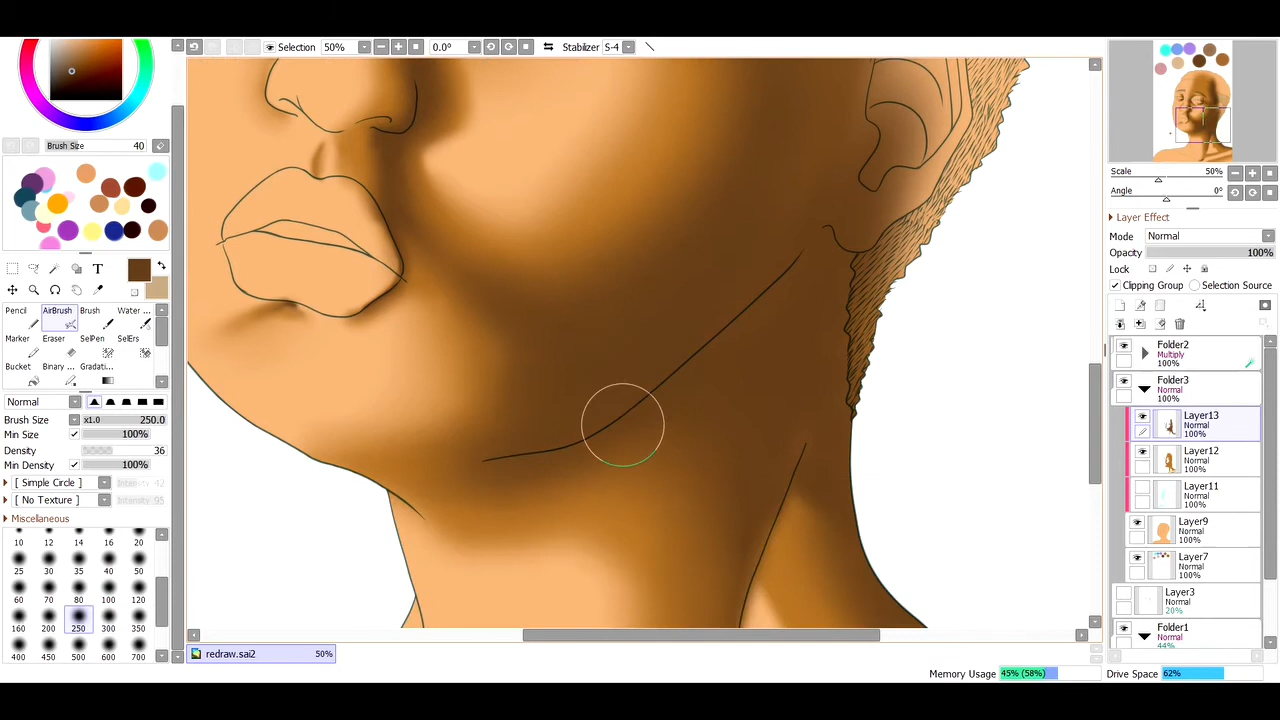 Selection 50% 0.0° Stabilizer S-4
Brush Size 40
T
Pencil AirBrush Brush Water ...
Marker Eraser SelPen SelErs
Bucket Binary ... Gradati...
Normal
Brush Size x1.0 250.0
Min Size 100%
Density 36
Min Density 100%
[ Simple Circle ] Intensity 42
[ No Texture ] Intensity 95
Miscellaneous
10 12 14 16 20
25 30 35 40 50
60 70 80 100 120
160 200 250 300 350
400 450 500 600 700
redraw.sai2 50%
Memory Usage 45% (58%) Drive Space 62%
Scale 50%
Angle 0°
Layer Effect
Mode Normal
Opacity 100%
Lock
Clipping Group Selection Source
Folder2
Multiply
100%
Folder3
Normal
100%
Layer13
Normal
100%
Layer12
Normal
100%
Layer11
Normal
100%
Layer9
Normal
100%
Layer7
Normal
100%
Layer3
20%
Folder1
Normal
44%